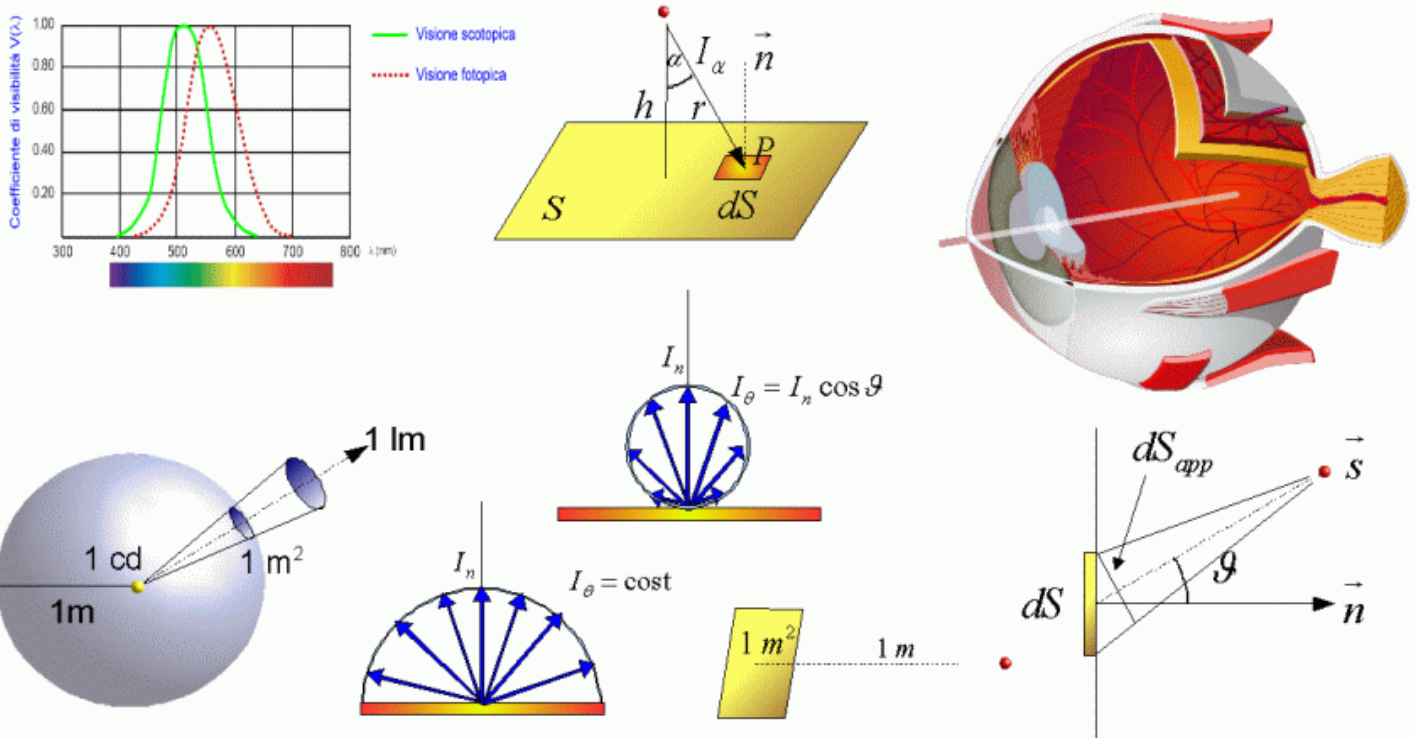 Coefficiente di visibilità V(λ)
1.00
0.80
0.60
0.40
0.20
300 400 500 600 700 800 λ (nm)
Visione scotopica
Visione fotopica
α
I_α
n⃗
h
r
P
S
dS
I_n
I_θ = I_n cos ϑ
1 lm
1 cd
1 m²
1m
I_n
I_θ = cost
1 m²
1 m
dS_app
s⃗
ϑ
dS
n⃗